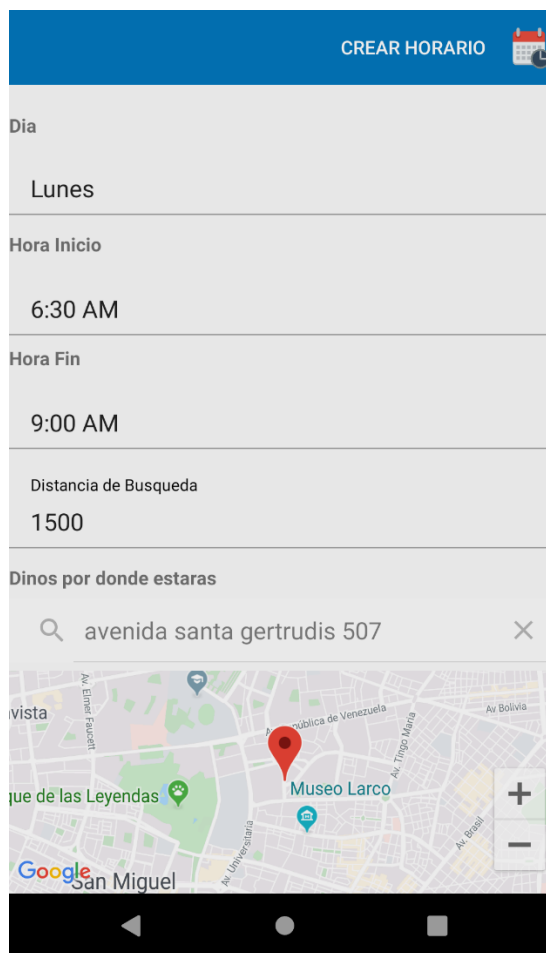 CREAR HORARIO
Dia
Lunes
Hora Inicio
6:30 AM
Hora Fin
9:00 AM
Distancia de Busqueda
1500
Dinos por donde estaras
avenida santa gertrudis 507
Av. Elmer Faucett
vista
pública de Venezuela
Av. Tingo María
Av Bolivia
que de las Leyendas
Museo Larco
+
Av. Universitaria
Av. Brasil
−
Google
San Miguel